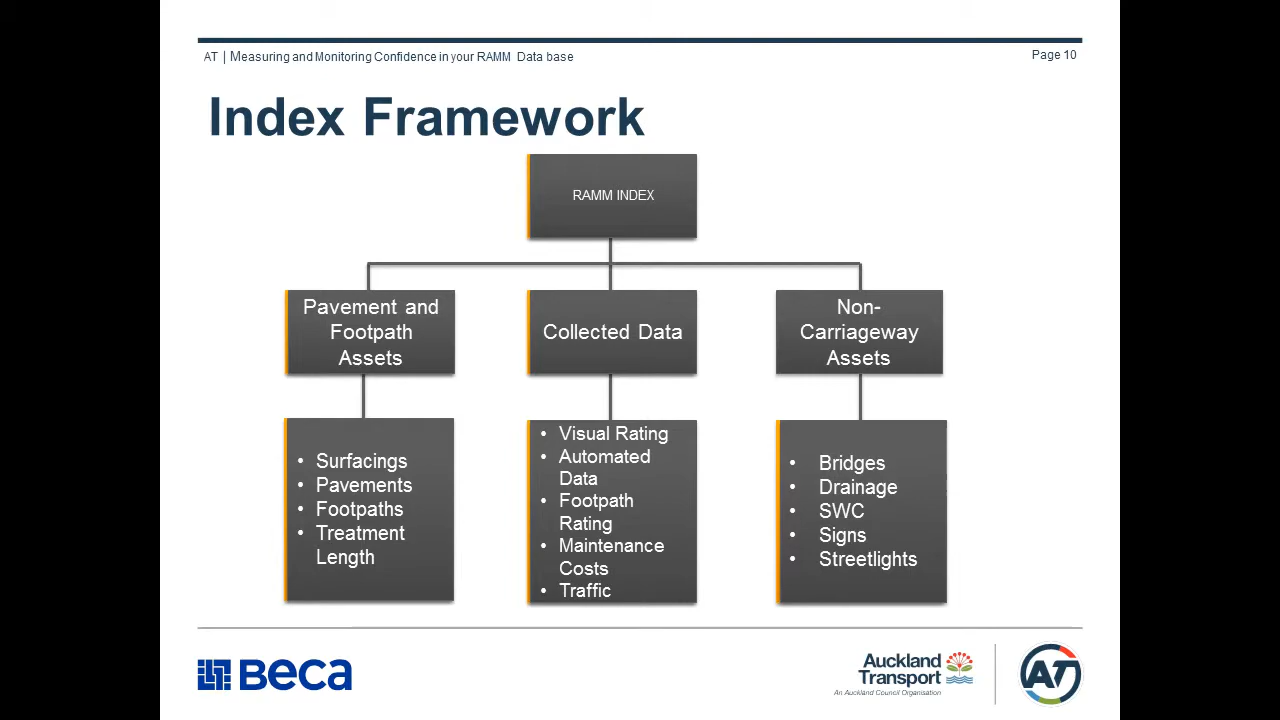 AT | Measuring and Monitoring Confidence in your RAMM Data base
Page 10
Index Framework
RAMM INDEX
Pavement and
Footpath
Assets
Collected Data
Non-
Carriageway
Assets
• Surfacings
• Pavements
• Footpaths
• Treatment
Length
• Visual Rating
• Automated
Data
• Footpath
Rating
• Maintenance
Costs
• Traffic
• Bridges
• Drainage
• SWC
• Signs
• Streetlights
Beca
Auckland
Transport
An Auckland Council Organisation
AT